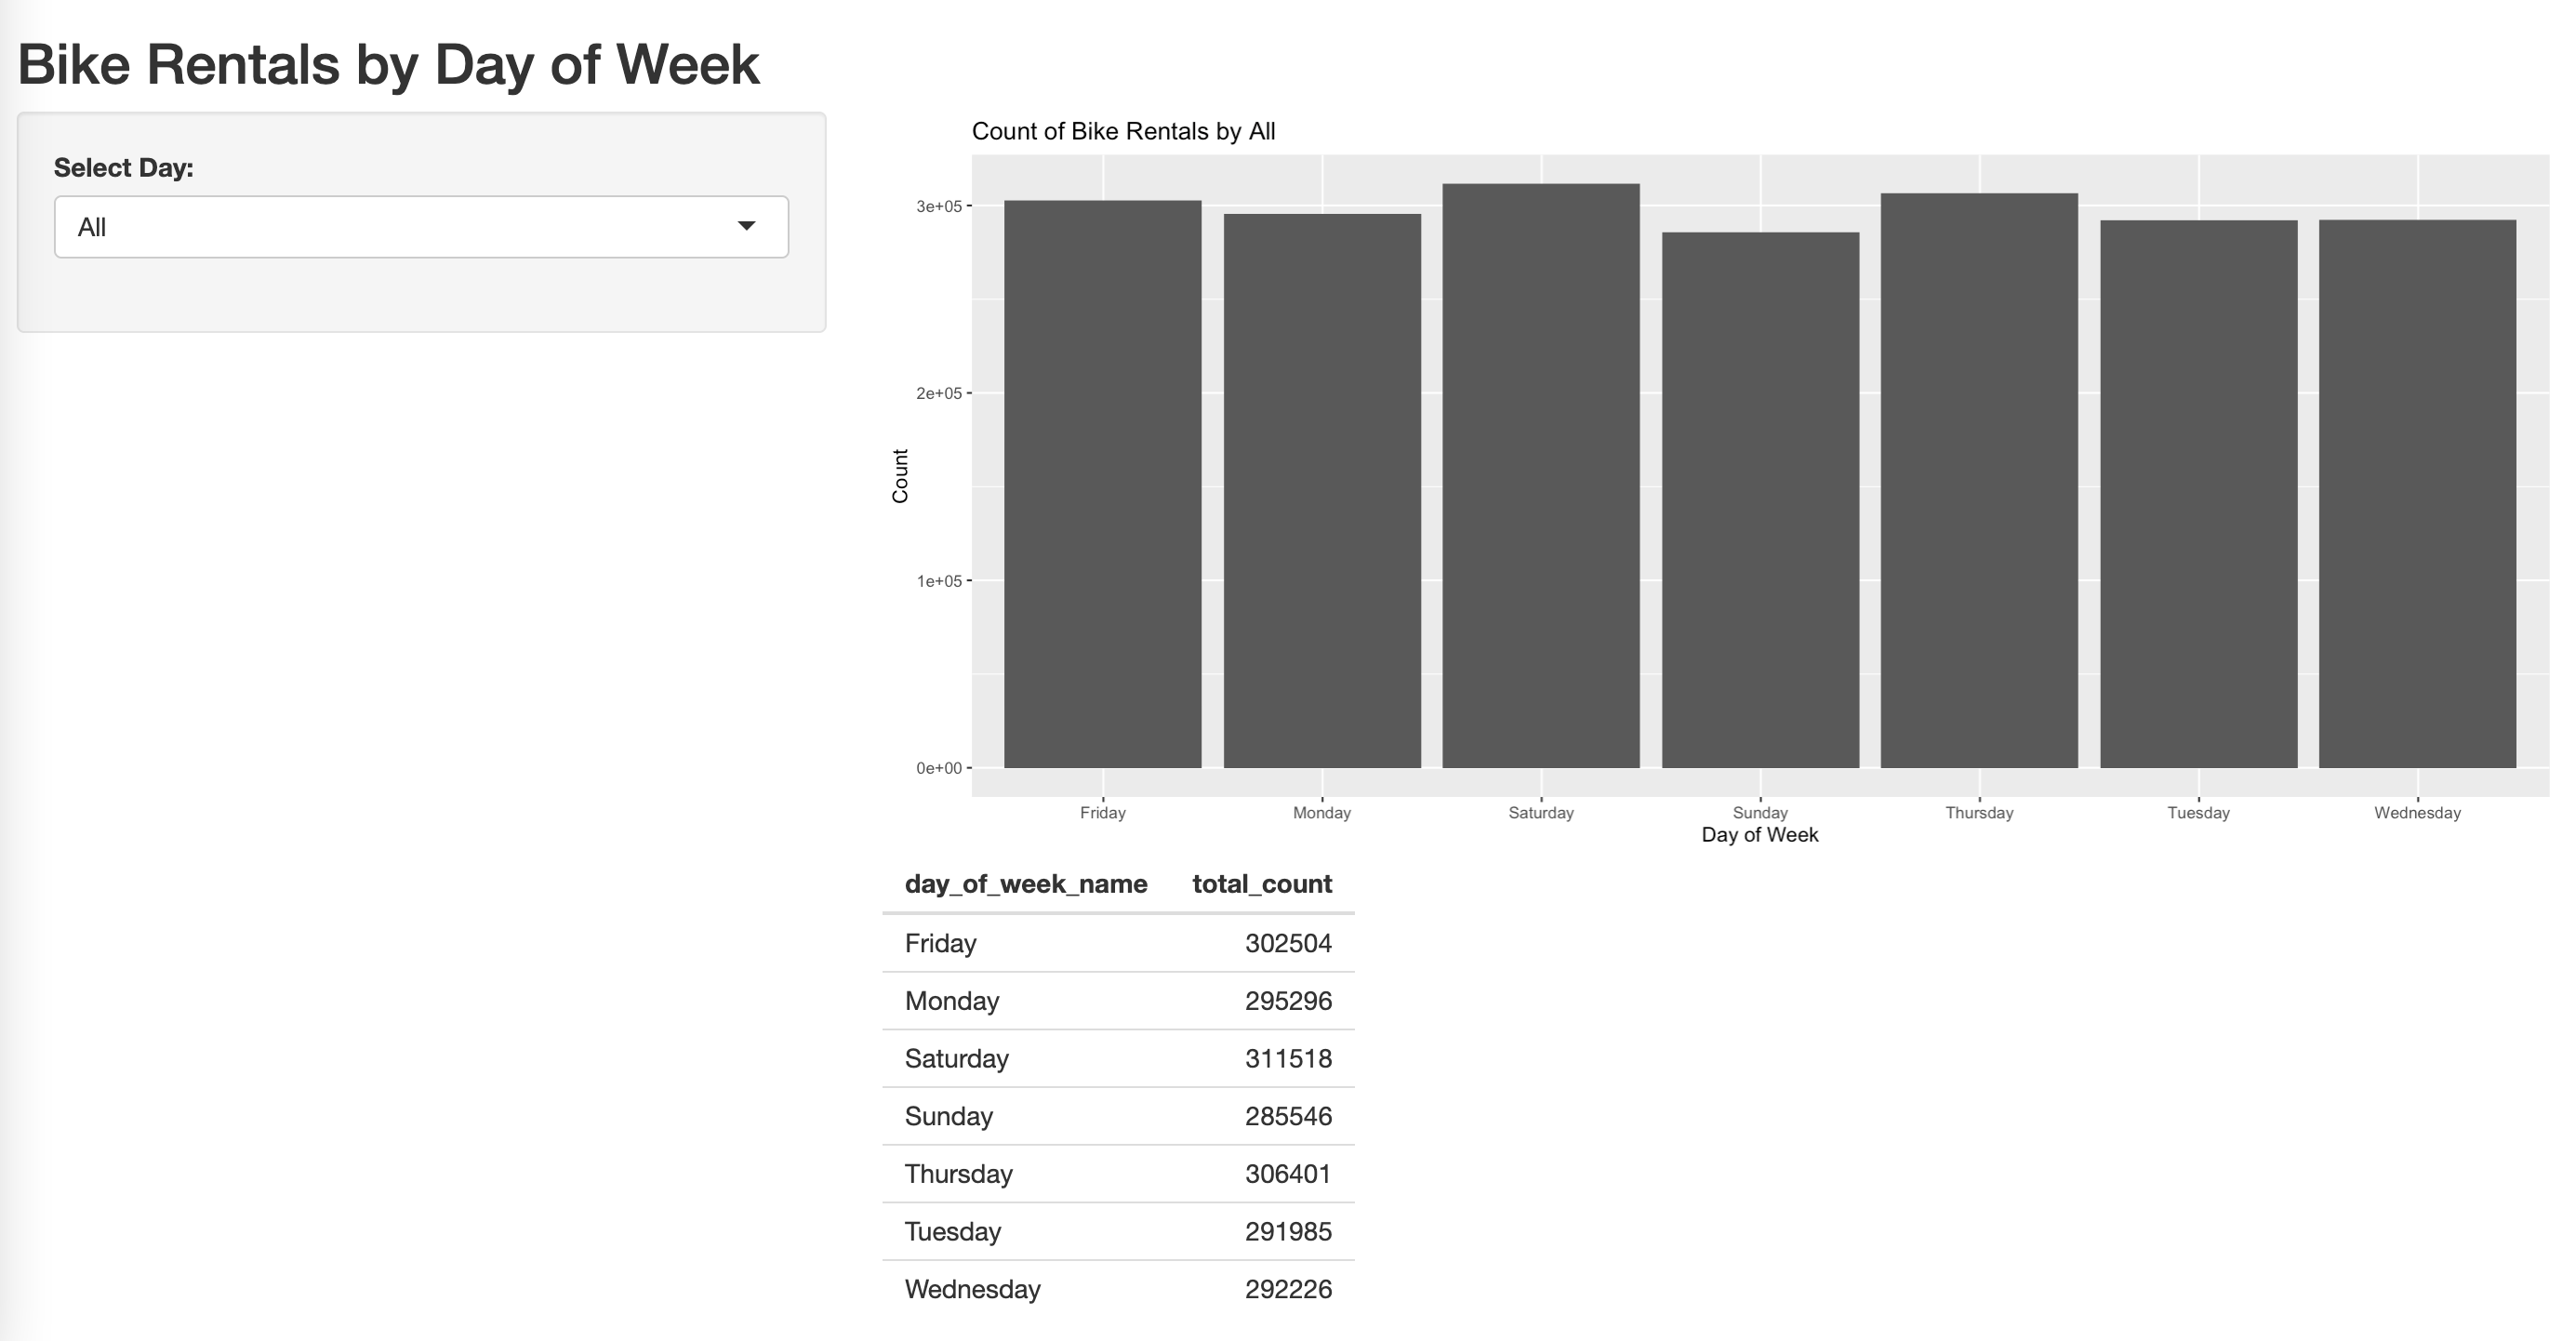 Bike Rentals by Day of Week
Select Day:
All
Count of Bike Rentals by All
3e+05
2e+05
1e+05
0e+00
Count
Friday Monday Saturday Sunday Thursday Tuesday Wednesday
Day of Week
day_of_week_name total_count
Friday 302504
Monday 295296
Saturday 311518
Sunday 285546
Thursday 306401
Tuesday 291985
Wednesday 292226